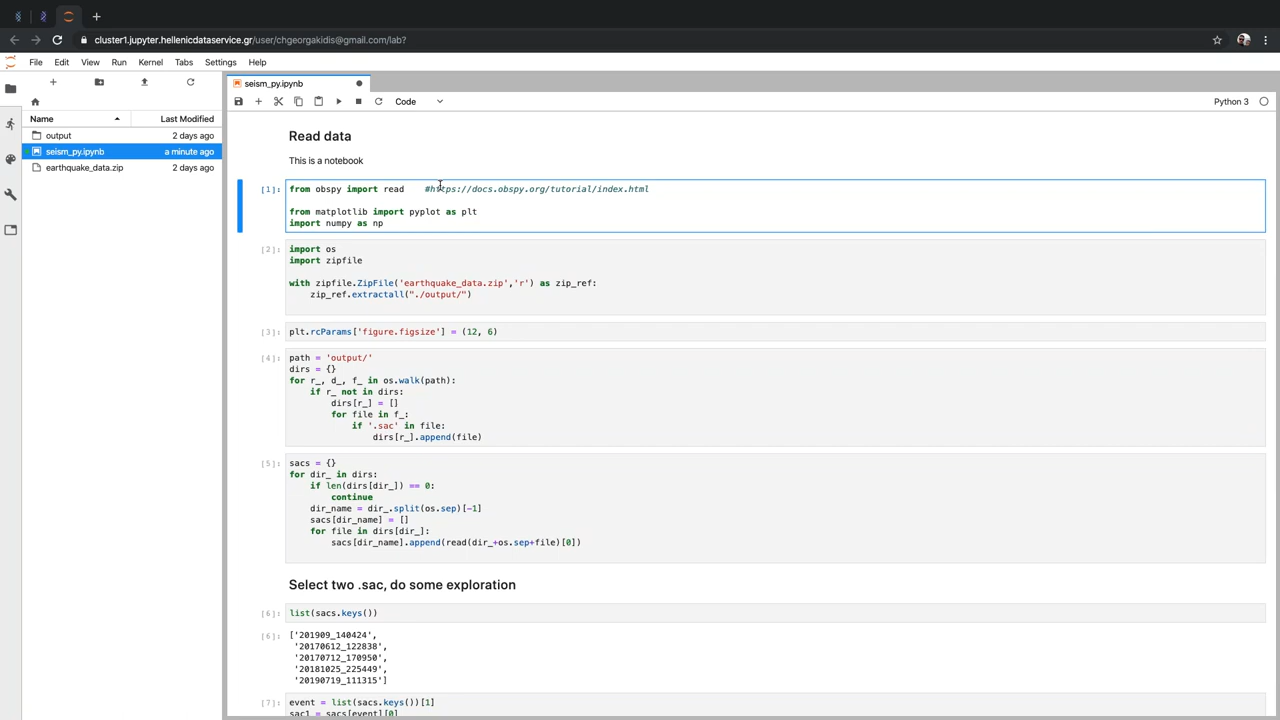 cluster1.jupyter.hellenicdataservice.gr/user/chgeorgakidis@gmail.com/lab?
File Edit View Run Kernel Tabs Settings Help
seism_py.ipynb
Code
Python 3
Name Last Modified
output 2 days ago
seism_py.ipynb a minute ago
earthquake_data.zip 2 days ago
Read data
This is a notebook
[1]: from obspy import read #https://docs.obspy.org/tutorial/index.html
from matplotlib import pyplot as plt
import numpy as np
[2]: import os
import zipfile
with zipfile.ZipFile('earthquake_data.zip','r') as zip_ref:
zip_ref.extractall("./output/")
[3]: plt.rcParams['figure.figsize'] = (12, 6)
[4]: path = 'output/'
dirs = {}
for r_, d_, f_ in os.walk(path):
if r_ not in dirs:
dirs[r_] = []
for file in f_:
if '.sac' in file:
dirs[r_].append(file)
[5]: sacs = {}
for dir_ in dirs:
if len(dirs[dir_]) == 0:
continue
dir_name = dir_.split(os.sep)[-1]
sacs[dir_name] = []
for file in dirs[dir_]:
sacs[dir_name].append(read(dir_+os.sep+file)[0])
Select two .sac, do some exploration
[6]: list(sacs.keys())
[6]: ['201909_140424',
'20170612_122838',
'20170712_170950',
'20181025_225449',
'20190719_111315']
[7]: event = list(sacs.keys())[1]
sac1 = sacs[event][0]